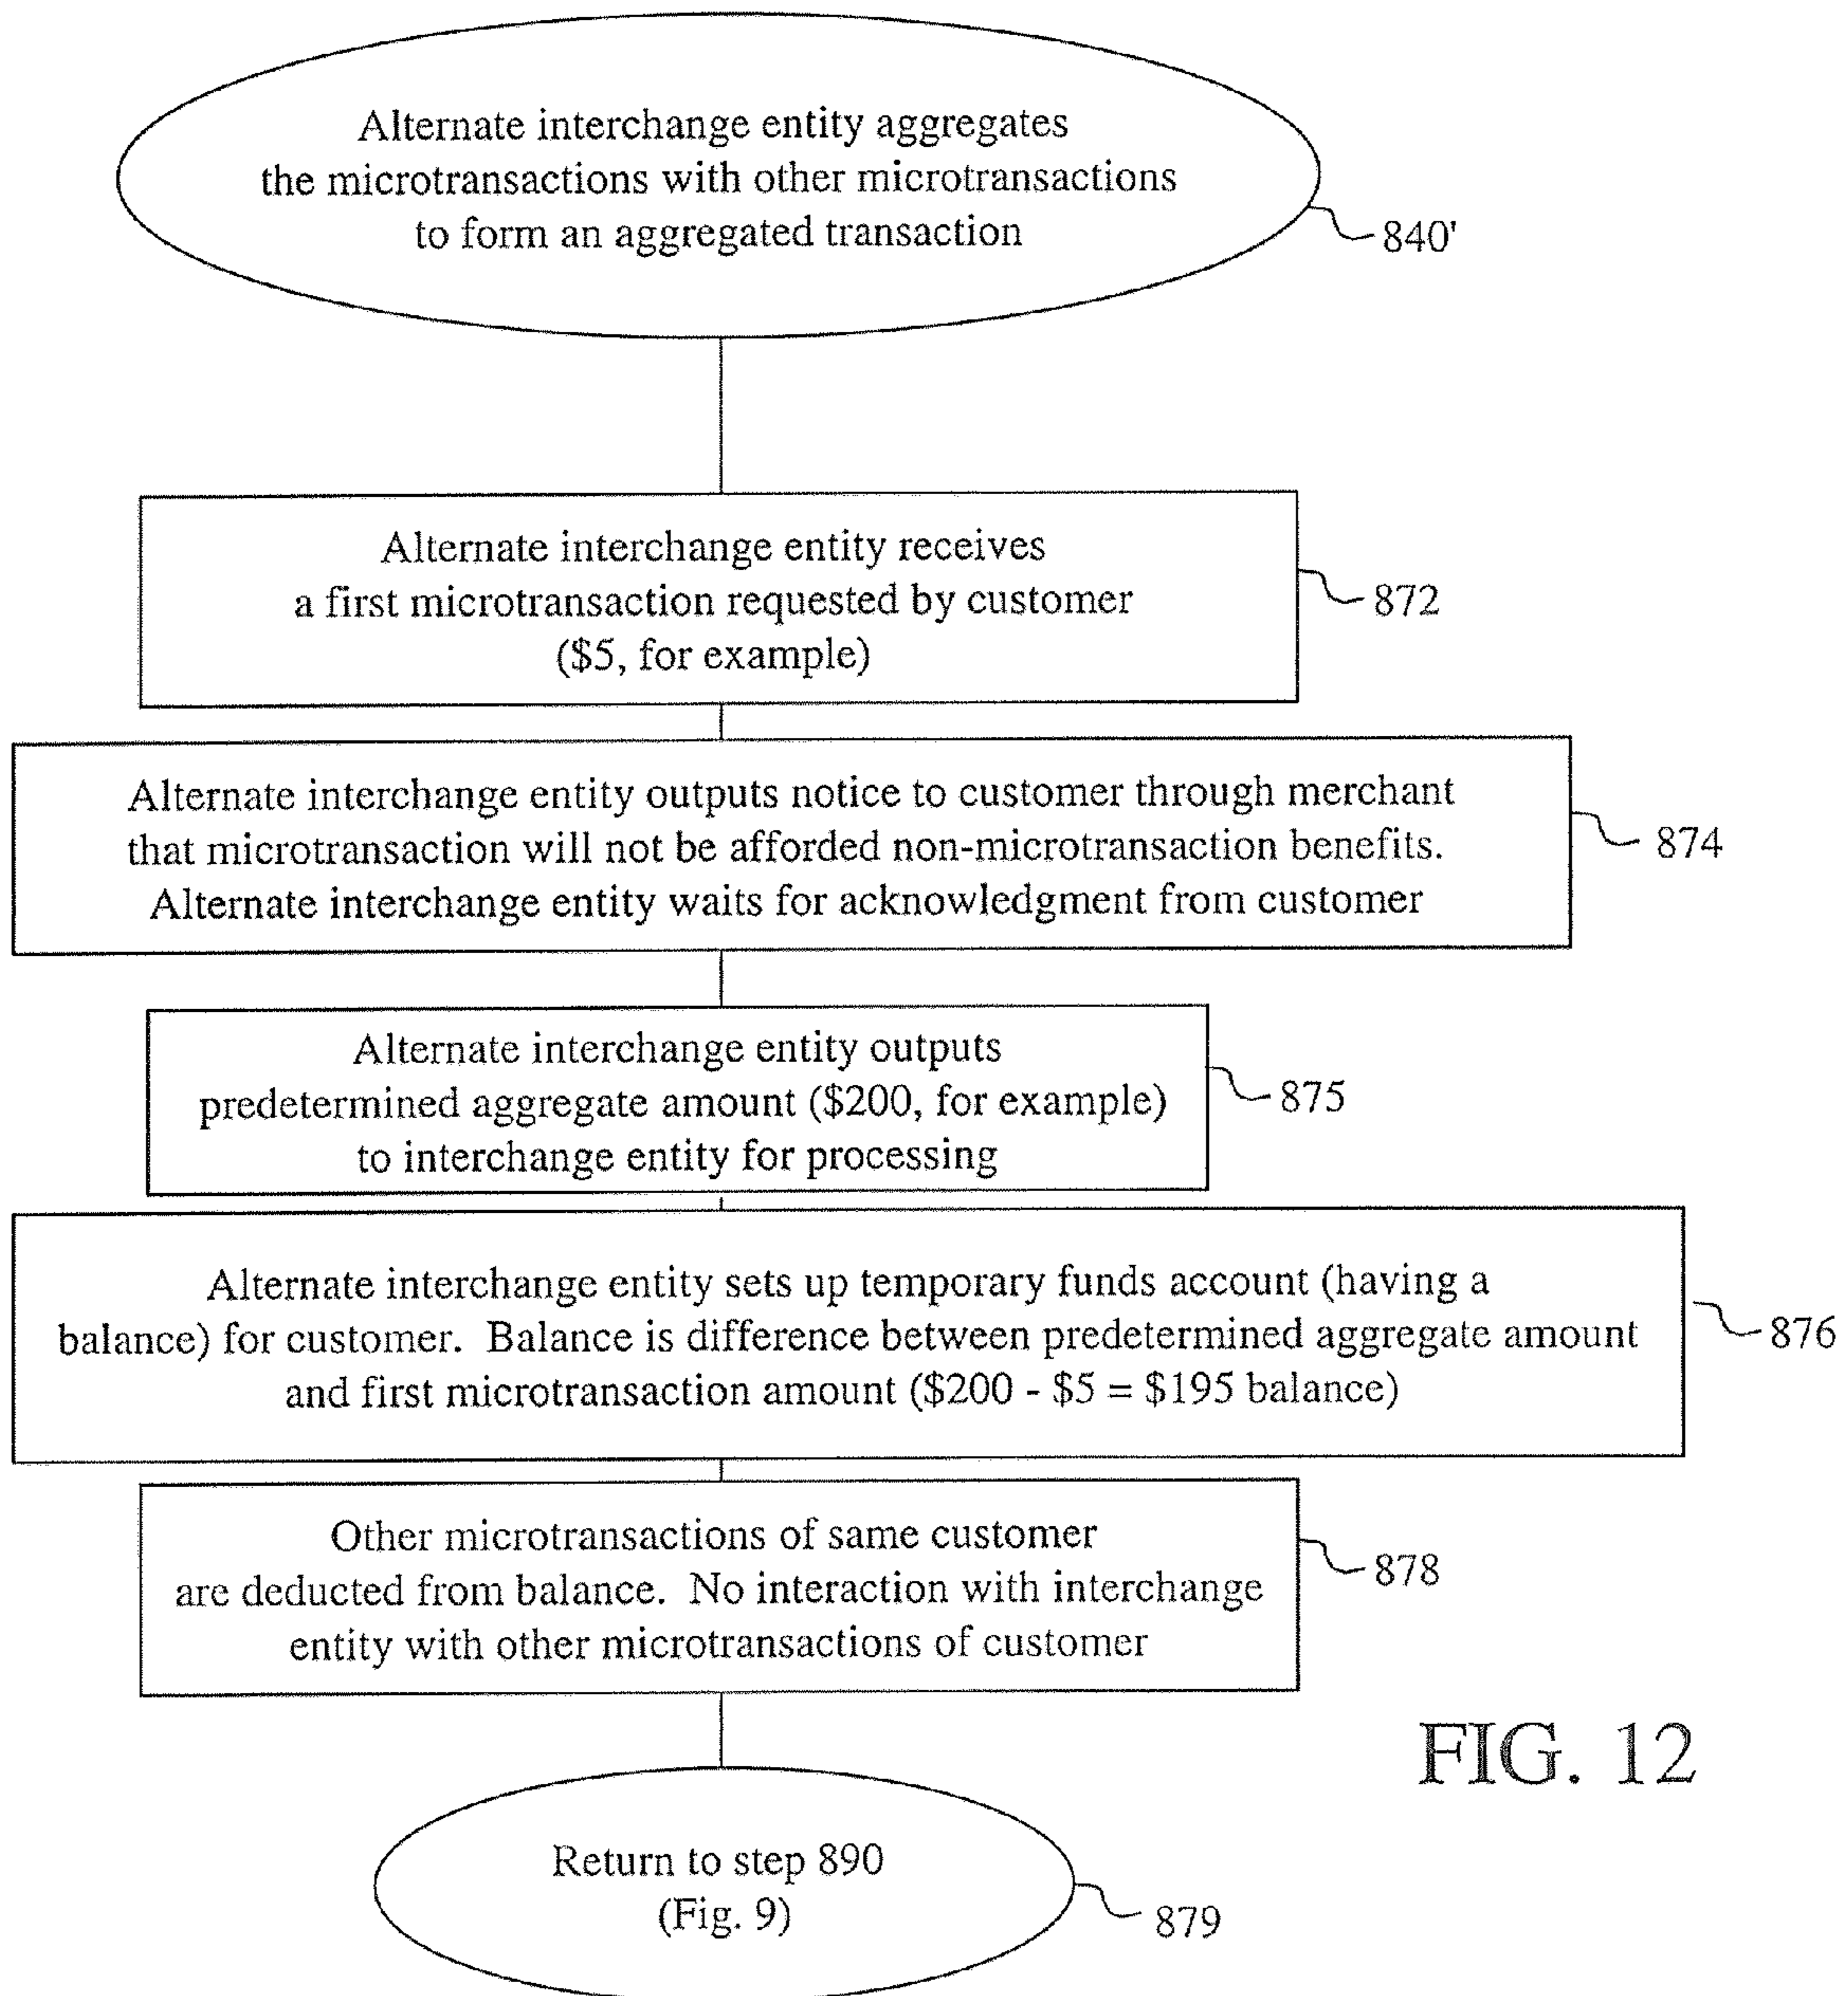 Alternate interchange entity aggregates
the microtransactions with other microtransactions
to form an aggregated transaction
840'
Alternate interchange entity receives
a first microtransaction requested by customer
($5, for example)
872
Alternate interchange entity outputs notice to customer through merchant
that microtransaction will not be afforded non-microtransaction benefits.
Alternate interchange entity waits for acknowledgment from customer
874
Alternate interchange entity outputs
predetermined aggregate amount ($200, for example)
to interchange entity for processing
875
Alternate interchange entity sets up temporary funds account (having a
balance) for customer. Balance is difference between predetermined aggregate amount
and first microtransaction amount ($200 - $5 = $195 balance)
876
Other microtransactions of same customer
are deducted from balance. No interaction with interchange
entity with other microtransactions of customer
878
Return to step 890
(Fig. 9)
879
FIG. 12